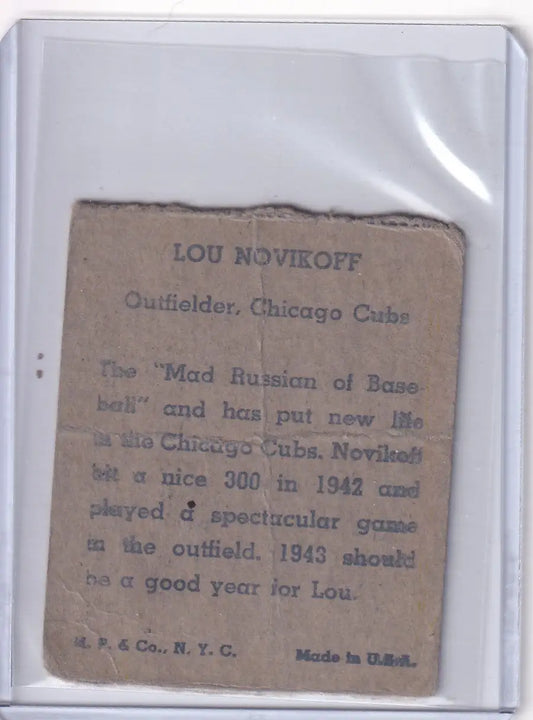 LOU NOVIKOFF
Outfielder, Chicago Cubs
The "Mad Russian of Base-
ball" and has put new life
in the Chicago Cubs. Novikoff
hit a nice 300 in 1942 and
played a spectacular game
in the outfield. 1943 should
be a good year for Lou.
M. P. & Co., N. Y. C.
Made in U.S.A.